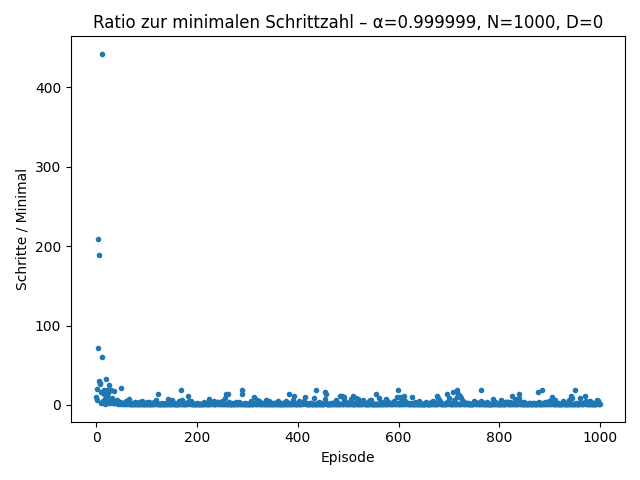 Ratio zur minimalen Schrittzahl – α=0.999999, N=1000, D=0
Schritte / Minimal
400
300
200
100
0
0 200 400 600 800 1000
Episode